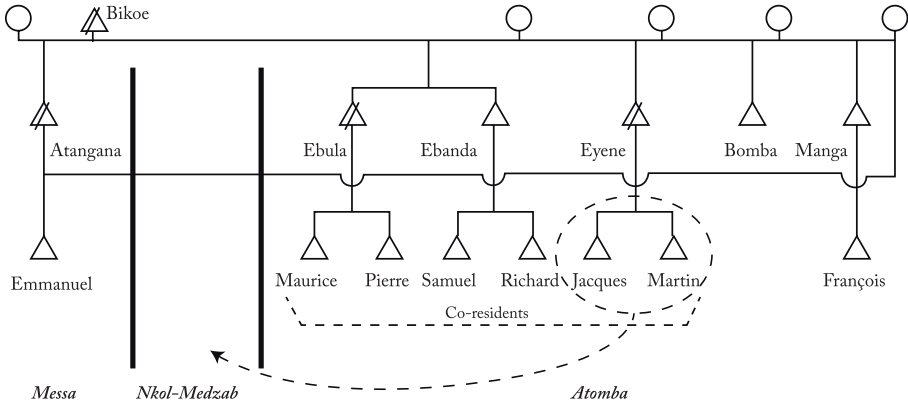 Bikoe
Atangana Ebula Ebanda Eyene Bomba Manga
Emmanuel Maurice Pierre Samuel Richard Jacques Martin François
Co-residents
Messa Nkol-Medzab Atomba